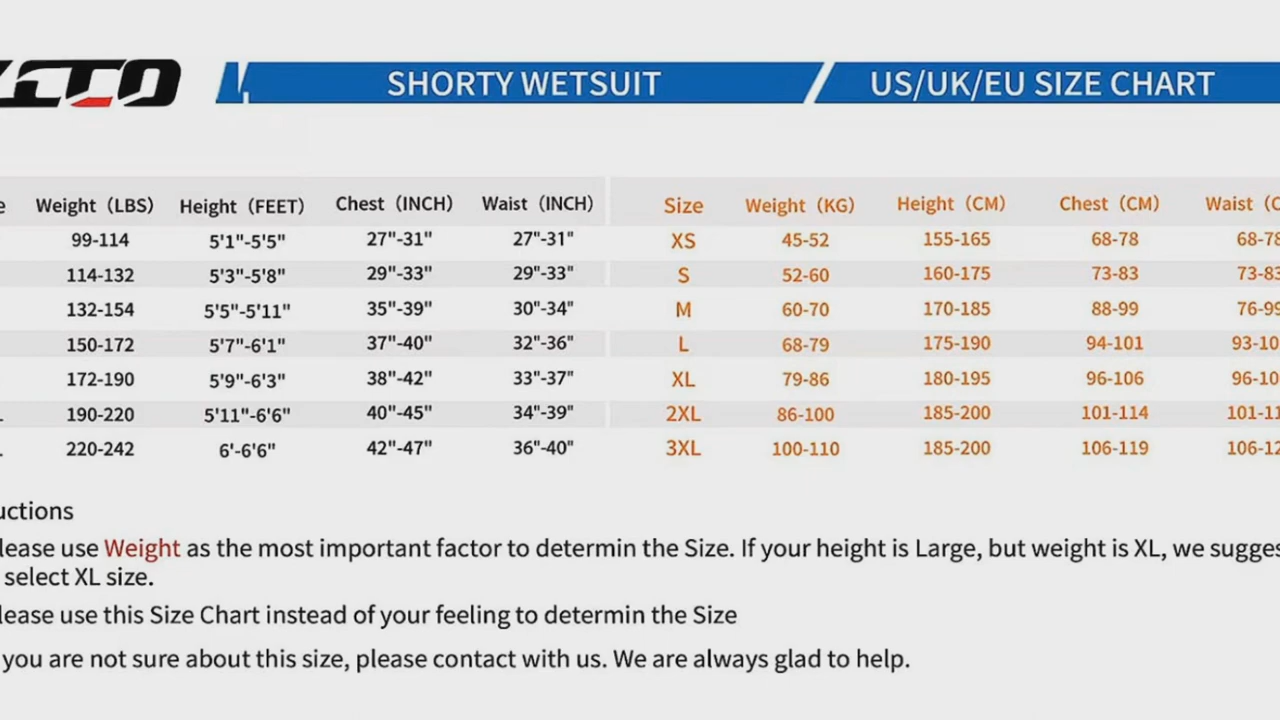 SHORTY WETSUIT US/UK/EU SIZE CHART
Weight (LBS) Height (FEET) Chest (INCH) Waist (INCH) Size Weight (KG) Height (CM) Chest (CM) Waist
99-114 5'1"-5'5" 27"-31" 27"-31" XS 45-52 155-165 68-78
114-132 5'3"-5'8" 29"-33" 29"-33" S 52-60 160-175 73-83
132-154 5'5"-5'11" 35"-39" 30"-34" M 60-70 170-185 88-99
150-172 5'7"-6'1" 37"-40" 32"-36" L 68-79 175-190 94-101
172-190 5'9"-6'3" 38"-42" 33"-37" XL 79-86 180-195 96-106
190-220 5'11"-6'6" 40"-45" 34"-39" 2XL 86-100 185-200 101-114
220-242 6'-6'6" 42"-47" 36"-40" 3XL 100-110 185-200 106-119
uctions
lease use Weight as the most important factor to determin the Size. If your height is Large, but weight is XL, we sugges
select XL size.
lease use this Size Chart instead of your feeling to determin the Size
you are not sure about this size, please contact with us. We are always glad to help.